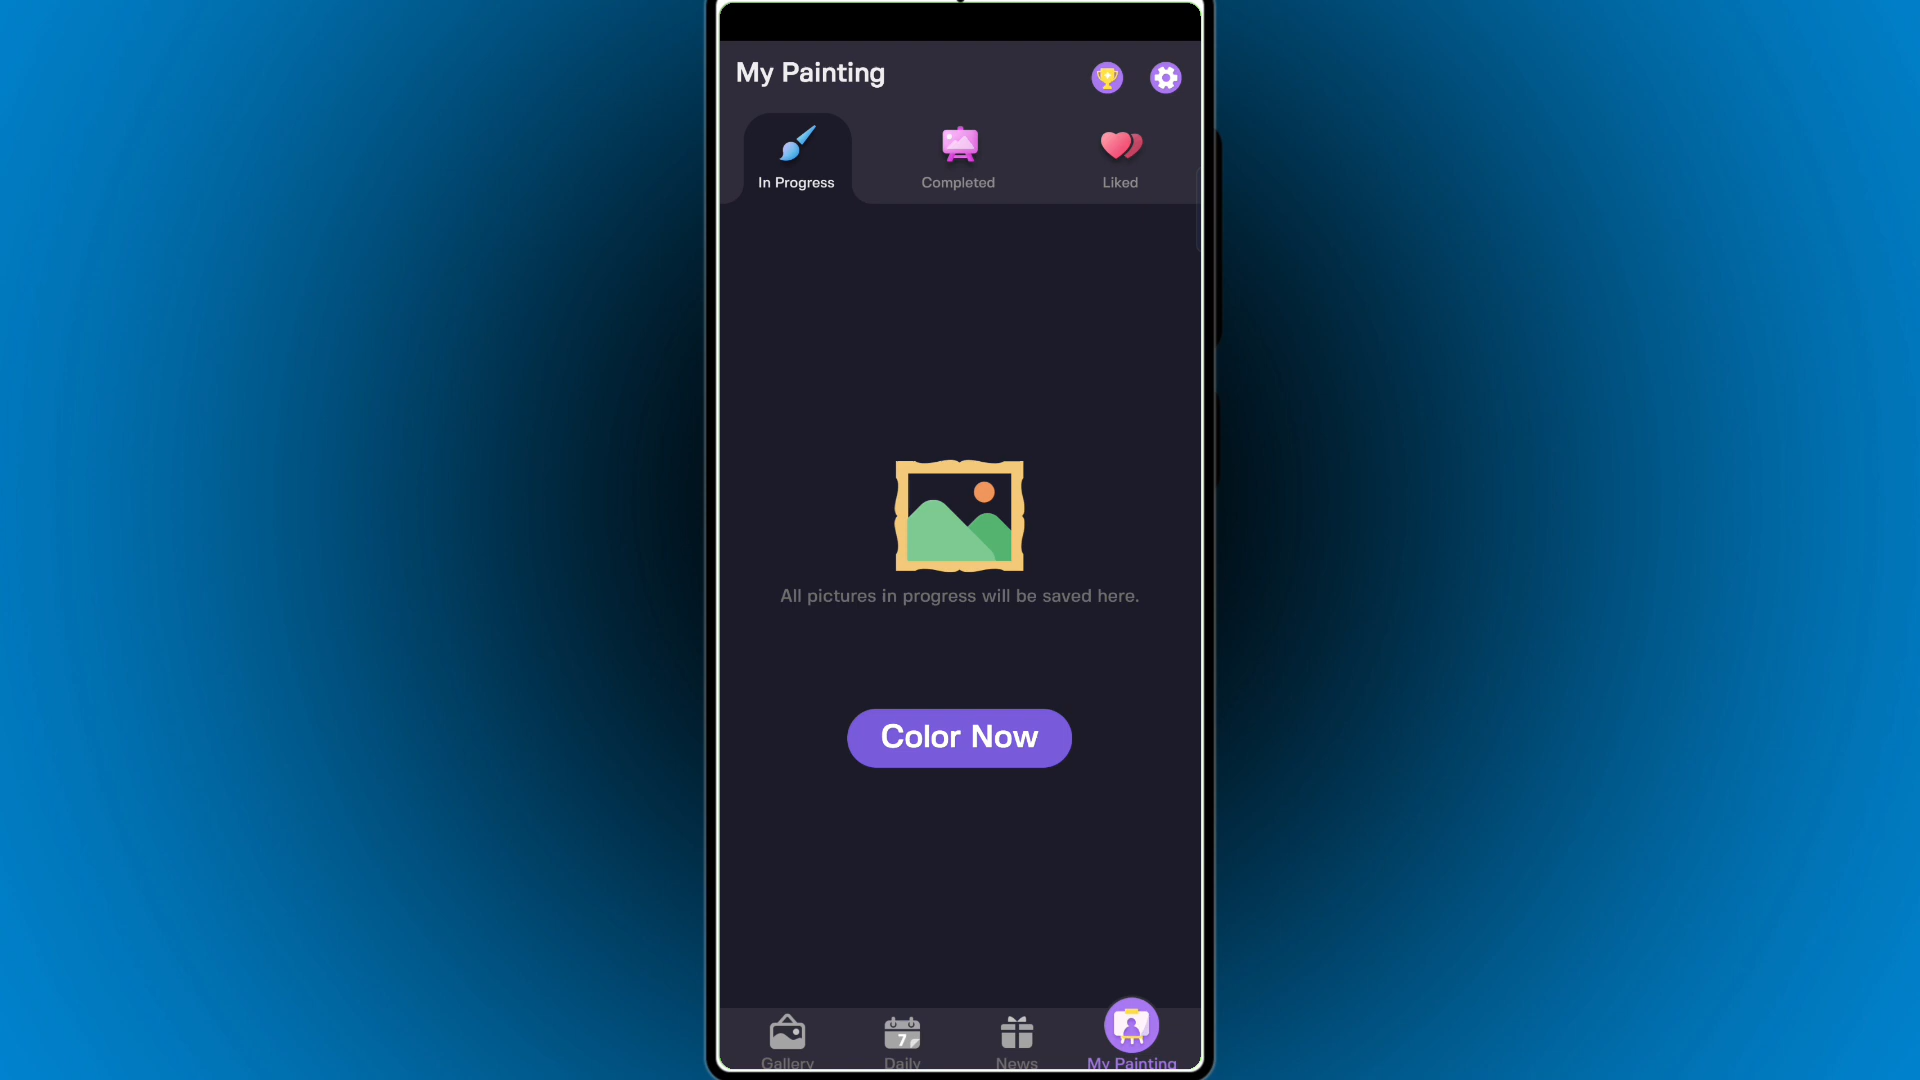 My Painting
In Progress
Completed
Liked
All pictures in progress will be saved here.
Color Now
7
Gallery
Daily
News
My Painting